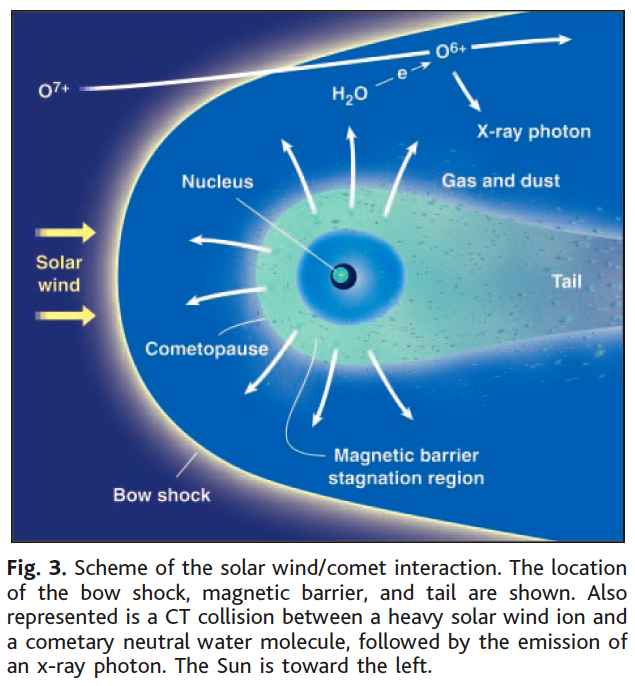 O7+
O6+
e
H2O
X-ray photon
Nucleus
Gas and dust
Solar
wind
Tail
Cometopause
Magnetic barrier
stagnation region
Bow shock
Fig. 3. Scheme of the solar wind/comet interaction. The location
of the bow shock, magnetic barrier, and tail are shown. Also
represented is a CT collision between a heavy solar wind ion and
a cometary neutral water molecule, followed by the emission of
an x-ray photon. The Sun is toward the left.